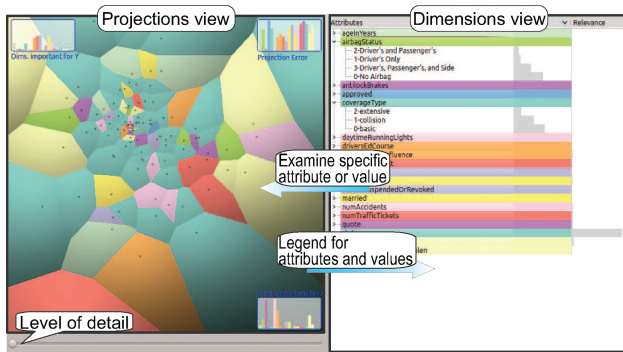 Projections view
Dimensions view
Dims. important for Y
Projection Error
Attributes
Relevance
ageInYears
airbagStatus
2-Driver's and Passenger's
1-Driver's Only
3-Driver's, Passenger's, and Side
0-No Airbag
antilockBrakes
approved
coverageType
2-extensive
1-collision
0-basic
daytimeRunningLights
driversEdCourse
Examine specific
attribute or value
married
numAccidents
numTrafficTickets
quote
Legend for
attributes and values
Level of detail